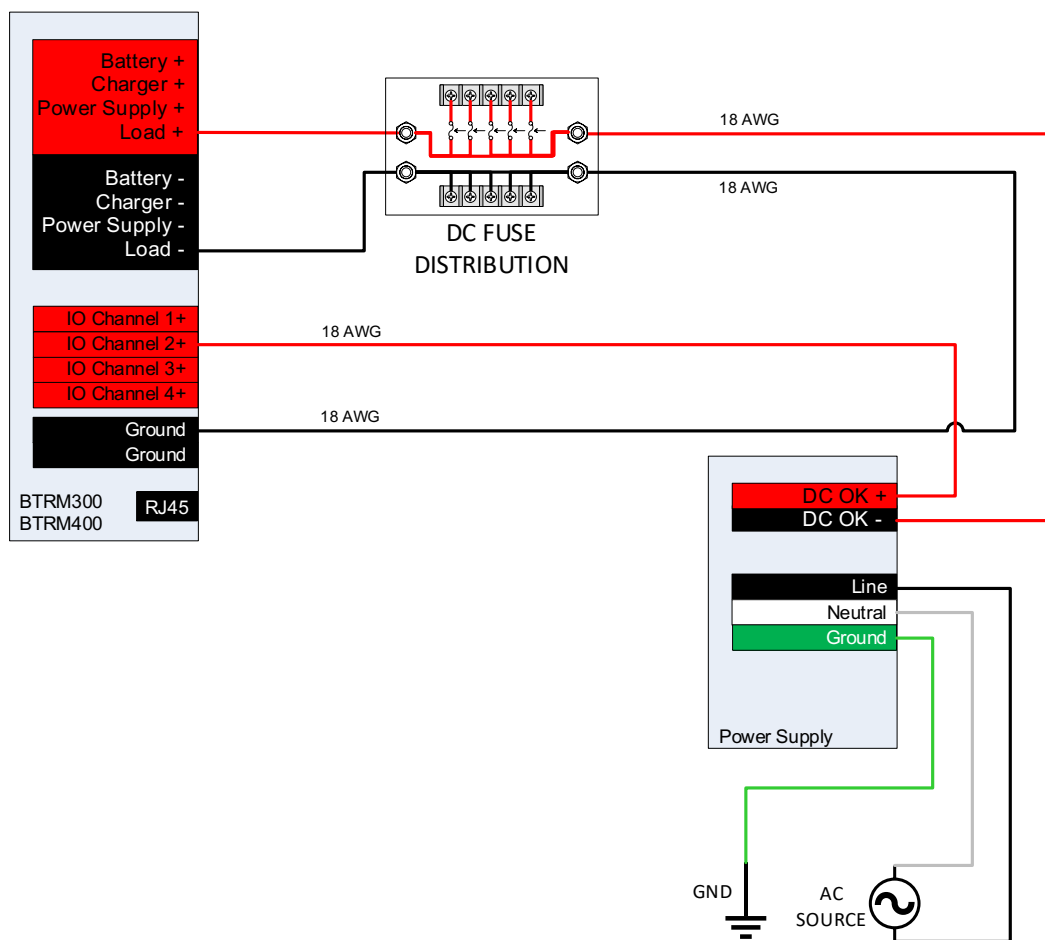 Battery +
Charger +
Power Supply +
Load +
Battery -
Charger -
Power Supply -
Load -
DC FUSE
DISTRIBUTION
18 AWG
18 AWG
IO Channel 1+
IO Channel 2+
IO Channel 3+
IO Channel 4+
18 AWG
18 AWG
Ground
Ground
BTRM300
BTRM400
RJ45
DC OK +
DC OK -
Line
Neutral
Ground
Power Supply
GND
AC
SOURCE